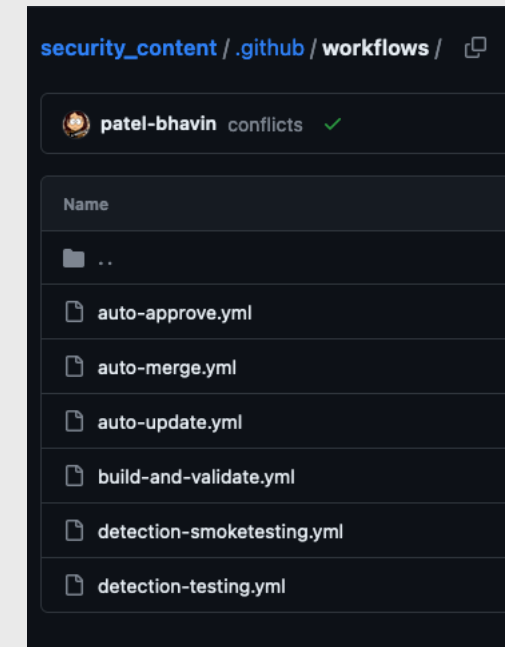 security_content / .github / workflows /
patel-bhavin conflicts
Name
..
auto-approve.yml
auto-merge.yml
auto-update.yml
build-and-validate.yml
detection-smoketesting.yml
detection-testing.yml